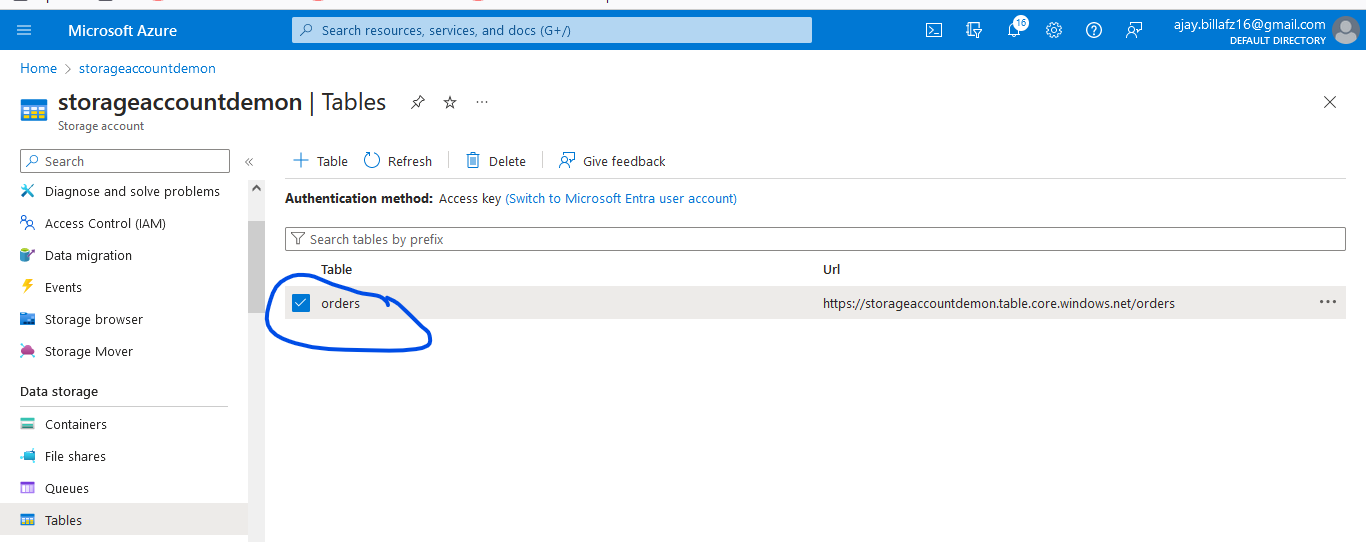 Microsoft Azure
Search resources, services, and docs (G+/)
16
ajay.billafz16@gmail.com
DEFAULT DIRECTORY
Home > storageaccountdemon
storageaccountdemon | Tables
Storage account
Search
+ Table Refresh Delete Give feedback
Diagnose and solve problems
Access Control (IAM)
Data migration
Events
Storage browser
Storage Mover
Data storage
Containers
File shares
Queues
Tables
Authentication method: Access key (Switch to Microsoft Entra user account)
Search tables by prefix
Table Url
orders https://storageaccountdemon.table.core.windows.net/orders